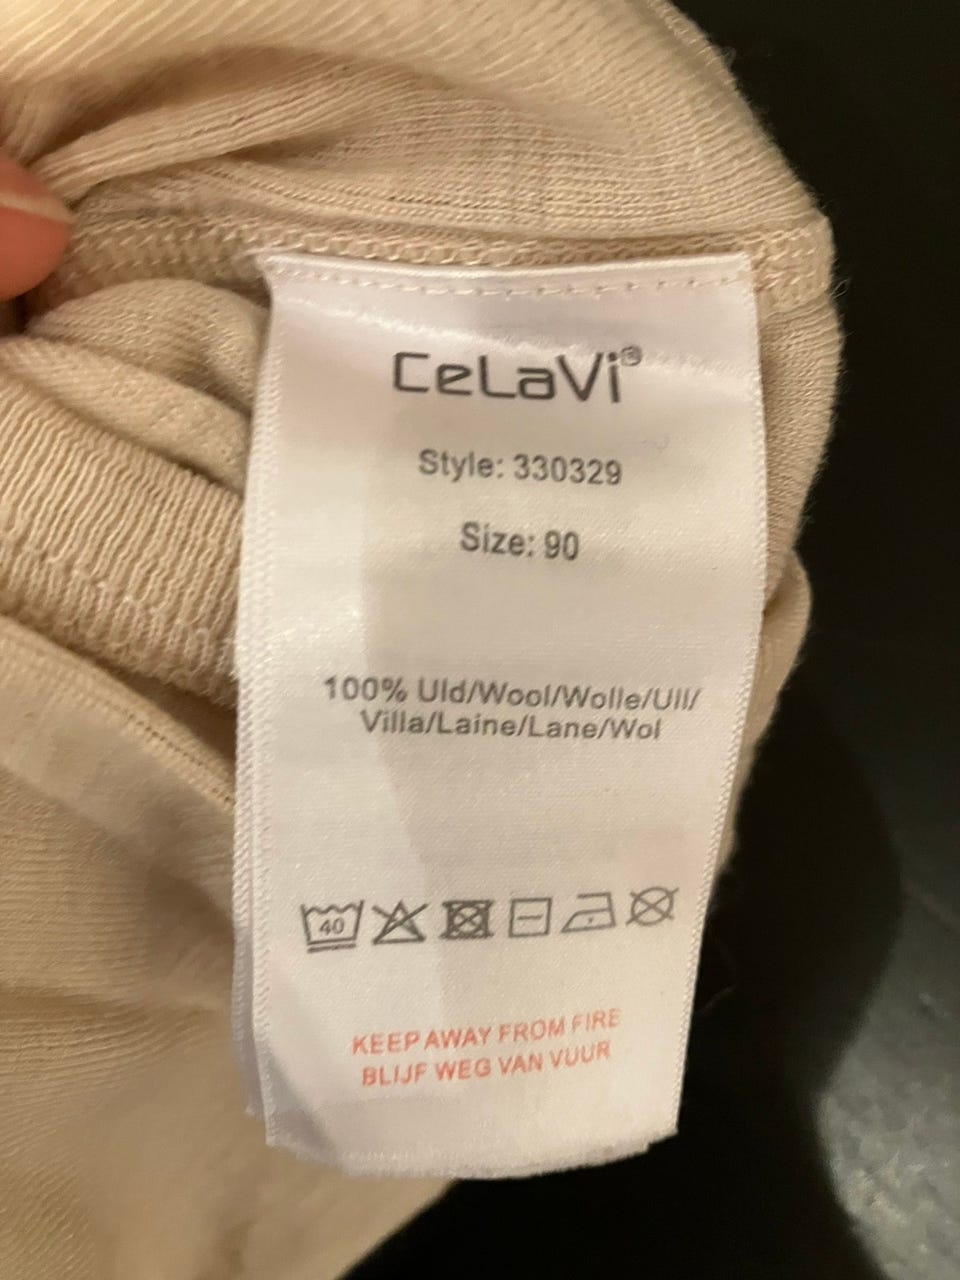 CeLaVi®
Style: 330329
Size: 90
100% Uld/Wool/Wolle/Ull/
Villa/Laine/Lane/Wol
40
KEEP AWAY FROM FIRE
BLIJF WEG VAN VUUR